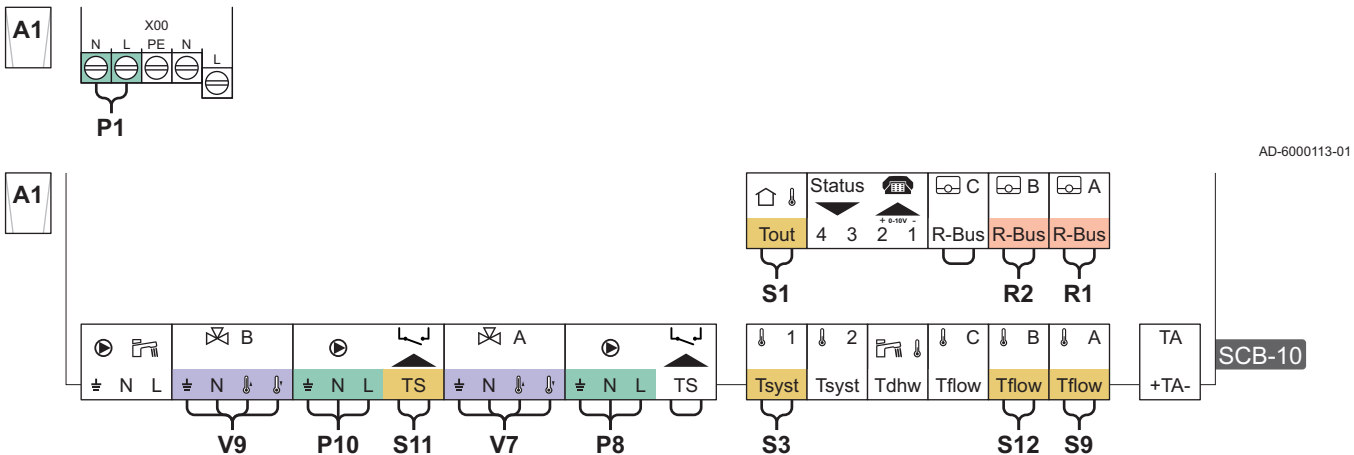 A1
X00
N L PE N L
P1
AD-6000113-01
A1
Status C B A
+ 0-10V -
Tout 4 3 2 1 R-Bus R-Bus R-Bus
S1 R2 R1
B A 1 2 C B A TA
SCB-10
N L N N L TS N N L TS Tsyst Tsyst Tdhw Tflow Tflow Tflow +TA-
V9 P10 S11 V7 P8 S3 S12 S9